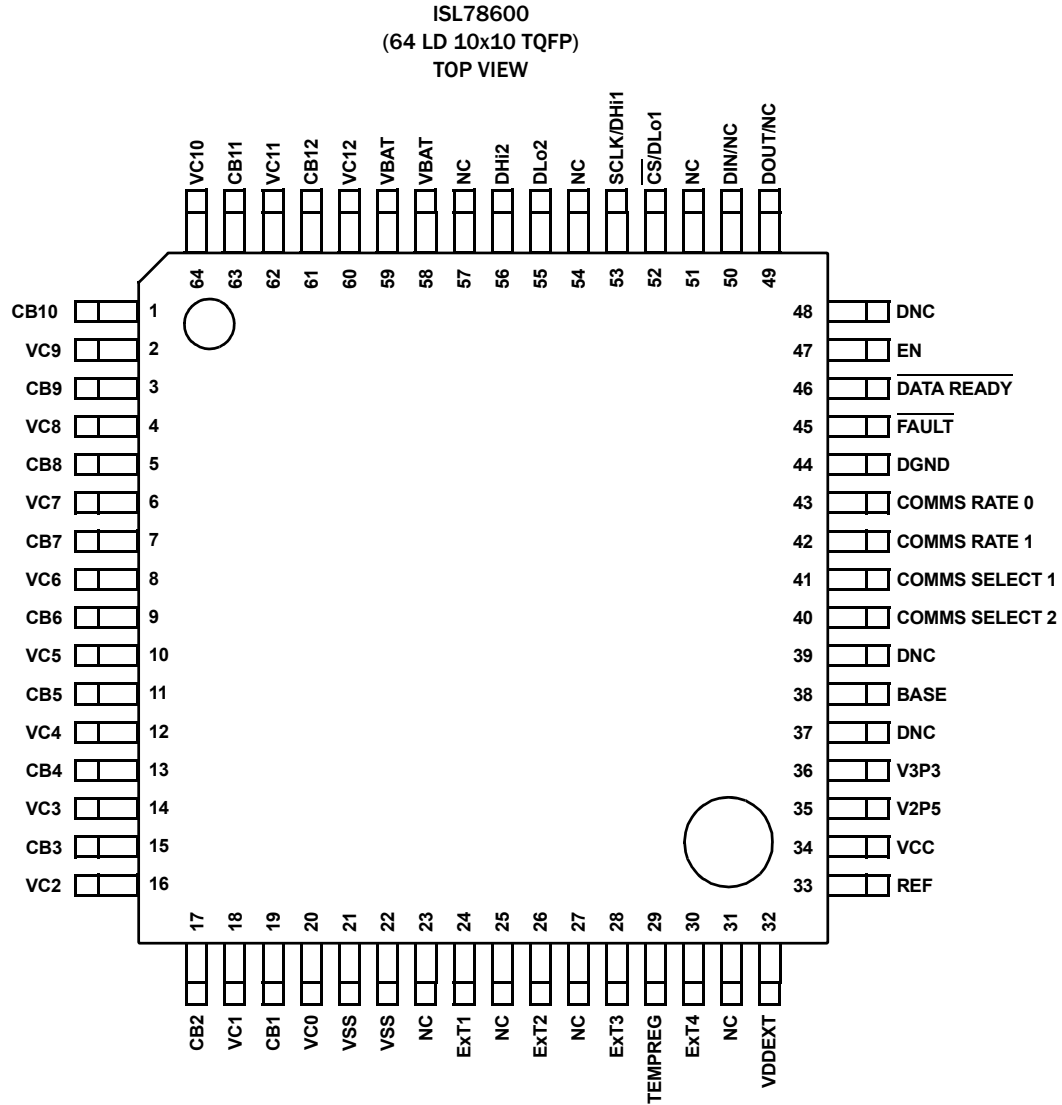 ISL78600
(64 LD 10x10 TQFP)
TOP VIEW
VC10
CB11
VC11
CB12
VC12
VBAT
VBAT
NC
DHi2
DLo2
NC
SCLK/DHi1
CS/DLo1
NC
DIN/NC
DOUT/NC
64
63
62
61
60
59
58
57
56
55
54
53
52
51
50
49
CB10 1
VC9 2
CB9 3
VC8 4
CB8 5
VC7 6
CB7 7
VC6 8
CB6 9
VC5 10
CB5 11
VC4 12
CB4 13
VC3 14
CB3 15
VC2 16
48 DNC
47 EN
46 DATA READY
45 FAULT
44 DGND
43 COMMS RATE 0
42 COMMS RATE 1
41 COMMS SELECT 1
40 COMMS SELECT 2
39 DNC
38 BASE
37 DNC
36 V3P3
35 V2P5
34 VCC
33 REF
17
18
19
20
21
22
23
24
25
26
27
28
29
30
31
32
CB2
VC1
CB1
VC0
VSS
VSS
NC
ExT1
NC
ExT2
NC
ExT3
TEMPREG
ExT4
NC
VDDEXT